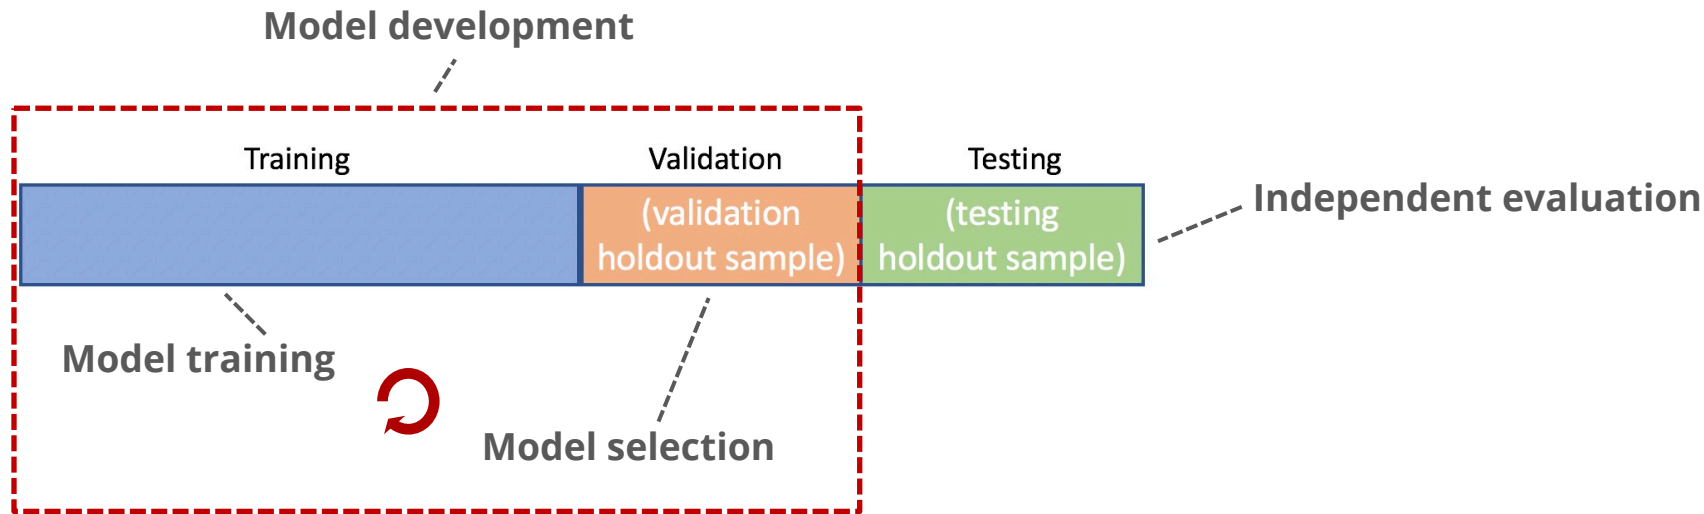 Model development
Training
Validation
Testing
(validation
holdout sample)
(testing
holdout sample)
Independent evaluation
Model training
Model selection